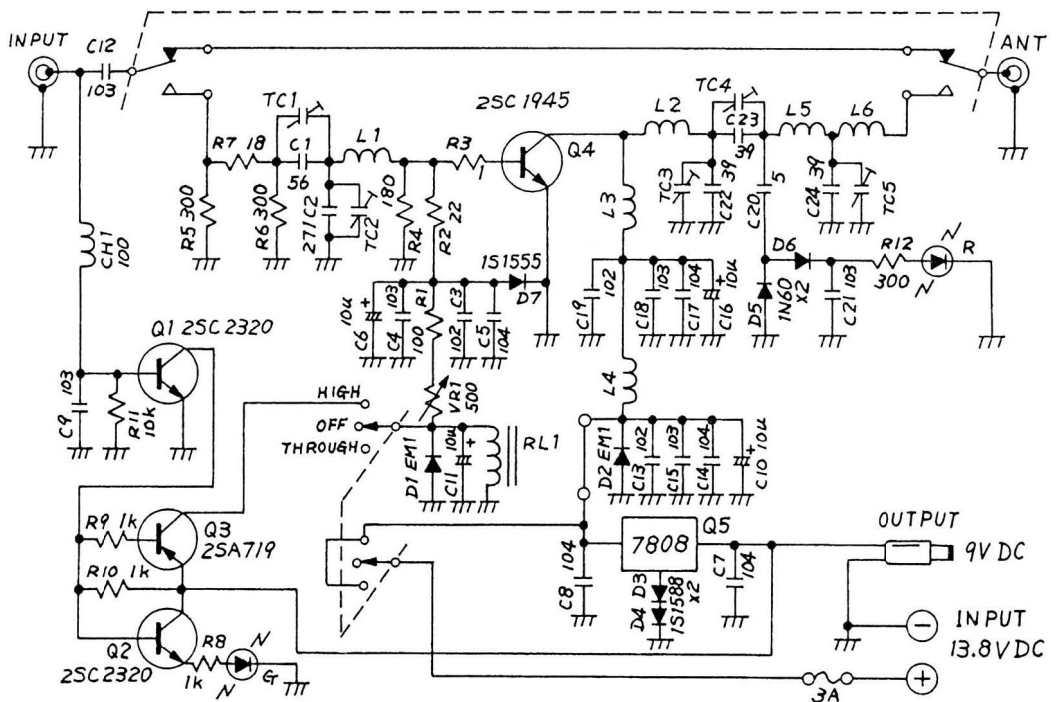 INPUT
C12
103
ANT
TC1
R7 18
C1
56
L1
R3
1
2SC1945
Q4
L2
TC4
C23
39
L5
L6
R5 300
R6 300
271 C2
TC2
180
R4
R2 22
L3
TC3
39
C22
5
C20
39
C24
TC5
CH1
100
1S1555
D7
D6
R12
300
R
D5
1N60
x2
103
C21
10u
C6
103
C4
R1
100
C3
102
C5
104
102
C19
103
C18
104
C17
10u
C16
Q1 2SC2320
103
C9
R11
10k
HIGH
OFF
THROUGH
VR1
500
D1 EM1
10u
C11
RL1
L4
D2 EM1
102
C13
103
C15
104
C14
10u
C10
R9 1k
Q3
2SA719
R10 1k
Q2
2SC2320
R8
1k
G
104
C8
7808
Q5
D3
D4
1S1588
x2
104
C7
OUTPUT
9V DC
−
INPUT
13.8V DC
+
3A